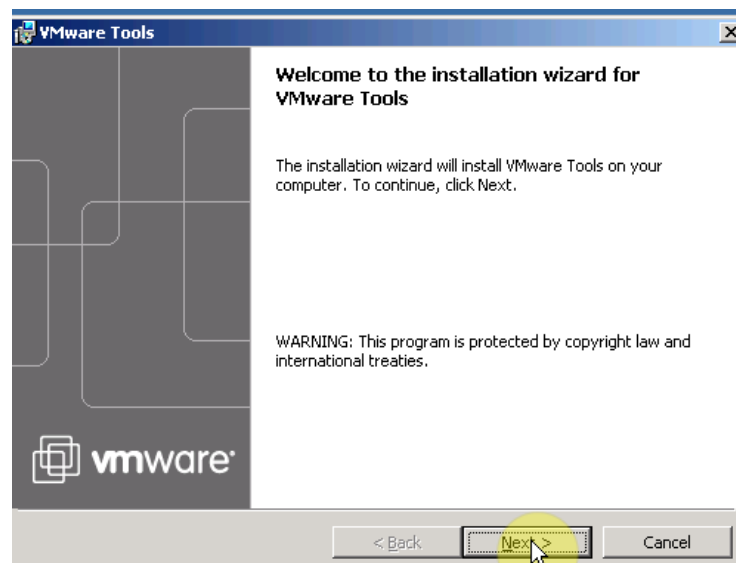 VMware Tools
Welcome to the installation wizard for
VMware Tools
The installation wizard will install VMware Tools on your
computer. To continue, click Next.
WARNING: This program is protected by copyright law and
international treaties.
vmware
< Back Next > Cancel